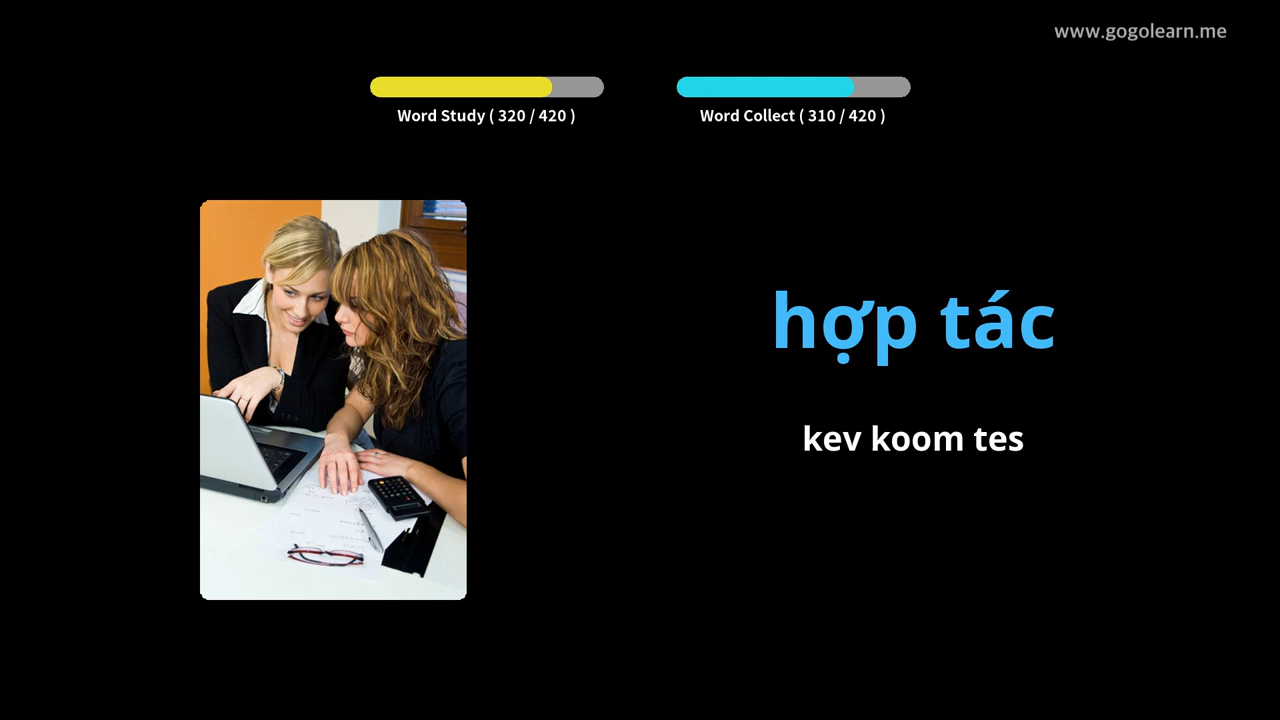 www.gogolearn.me
Word Study ( 320 / 420 )
Word Collect ( 310 / 420 )
hợp tác
kev koom tes